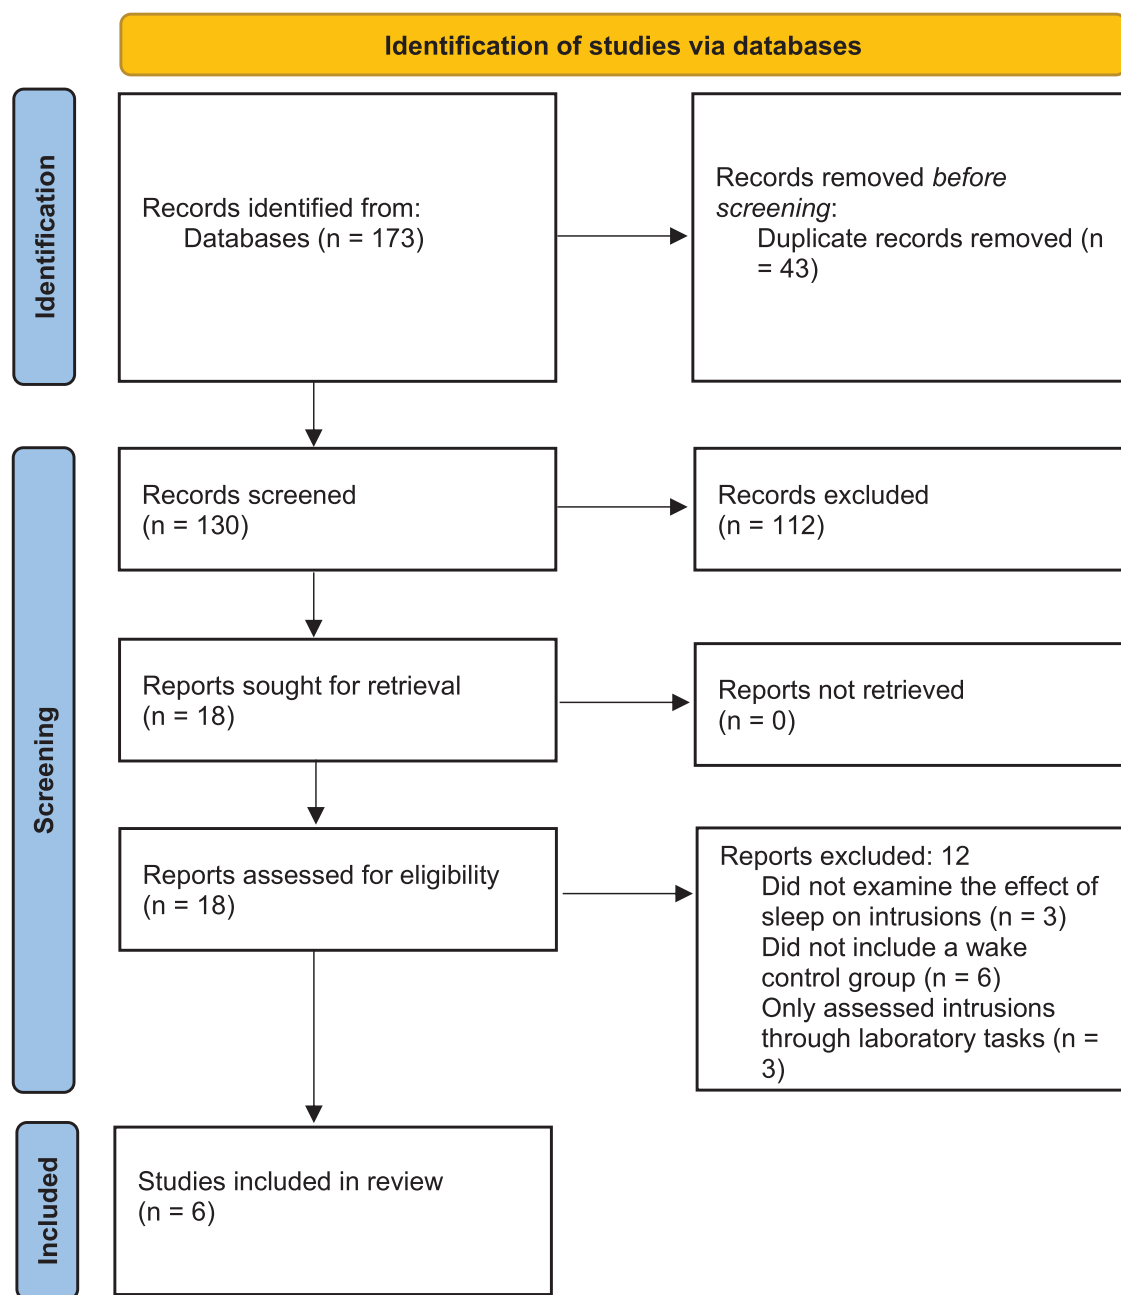 Identification of studies via databases
Identification
Records identified from:
Databases (n = 173)
Records removed before
screening:
Duplicate records removed (n
= 43)
Screening
Records screened
(n = 130)
Records excluded
(n = 112)
Reports sought for retrieval
(n = 18)
Reports not retrieved
(n = 0)
Reports assessed for eligibility
(n = 18)
Reports excluded: 12
Did not examine the effect of
sleep on intrusions (n = 3)
Did not include a wake
control group (n = 6)
Only assessed intrusions
through laboratory tasks (n =
3)
Included
Studies included in review
(n = 6)